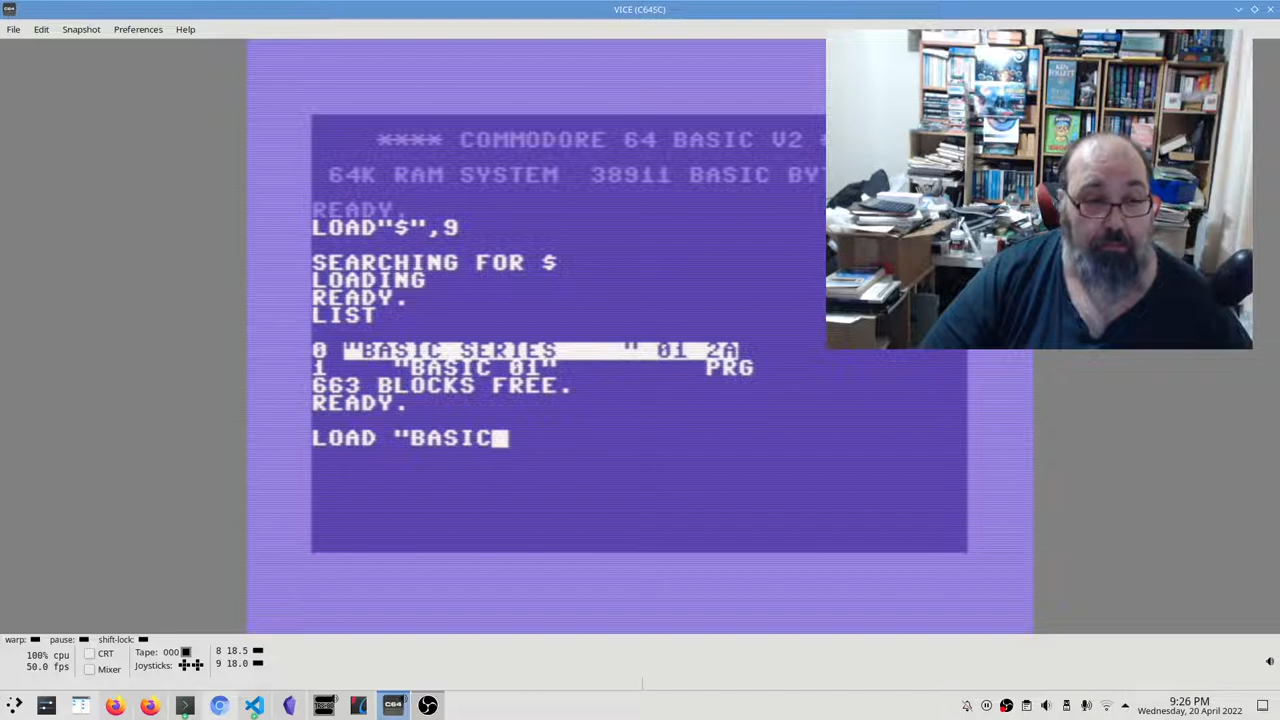 VICE (C64SC)
File Edit Snapshot Preferences Help
**** COMMODORE 64 BASIC V2
64K RAM SYSTEM 38911 BASIC
READY.
LOAD"$",9
SEARCHING FOR $
LOADING
READY.
LIST
0 "BASIC SERIES    " 01 2A
1 "BASIC 01" PRG
663 BLOCKS FREE.
READY.
LOAD "BASIC
KEN FOLLETT
warp: pause: shift-lock:
100% cpu
50.0 fps
CRT
Mixer
Tape: 000
Joysticks:
8 18.5
9 18.0
C64
9:26 PM
Wednesday, 20 April 2022